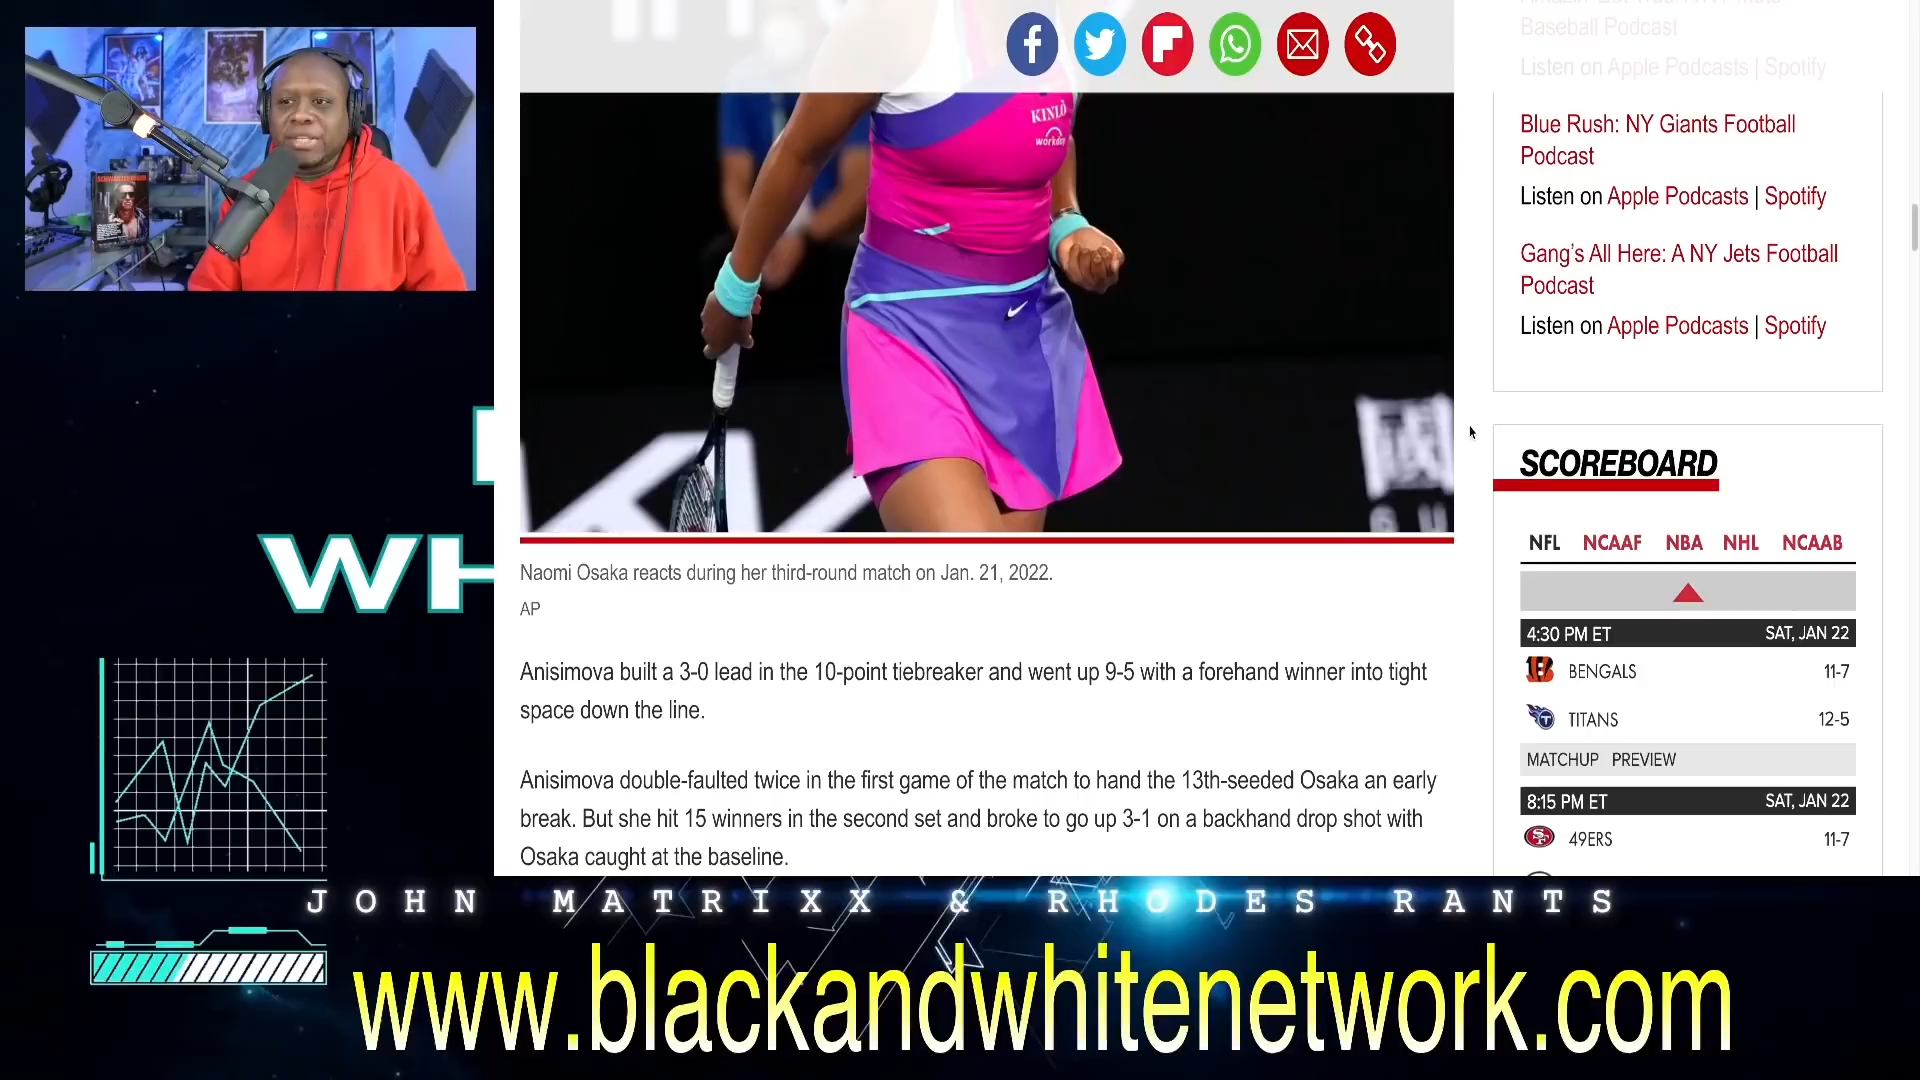 SCHWARZENEGGER
KINLÒ
workday
Baseball Podcast
Listen on Apple Podcasts | Spotify
Blue Rush: NY Giants Football
Podcast
Listen on Apple Podcasts | Spotify
Gang's All Here: A NY Jets Football
Podcast
Listen on Apple Podcasts | Spotify
SCOREBOARD
NFL NCAAF NBA NHL NCAAB
4:30 PM ET SAT, JAN 22
BENGALS 11-7
TITANS 12-5
MATCHUP PREVIEW
8:15 PM ET SAT, JAN 22
49ERS 11-7
WH
Naomi Osaka reacts during her third-round match on Jan. 21, 2022.
AP
Anisimova built a 3-0 lead in the 10-point tiebreaker and went up 9-5 with a forehand winner into tight
space down the line.
Anisimova double-faulted twice in the first game of the match to hand the 13th-seeded Osaka an early
break. But she hit 15 winners in the second set and broke to go up 3-1 on a backhand drop shot with
Osaka caught at the baseline.
JOHN MATRIXX & RHODES RANTS
www.blackandwhitenetwork.com